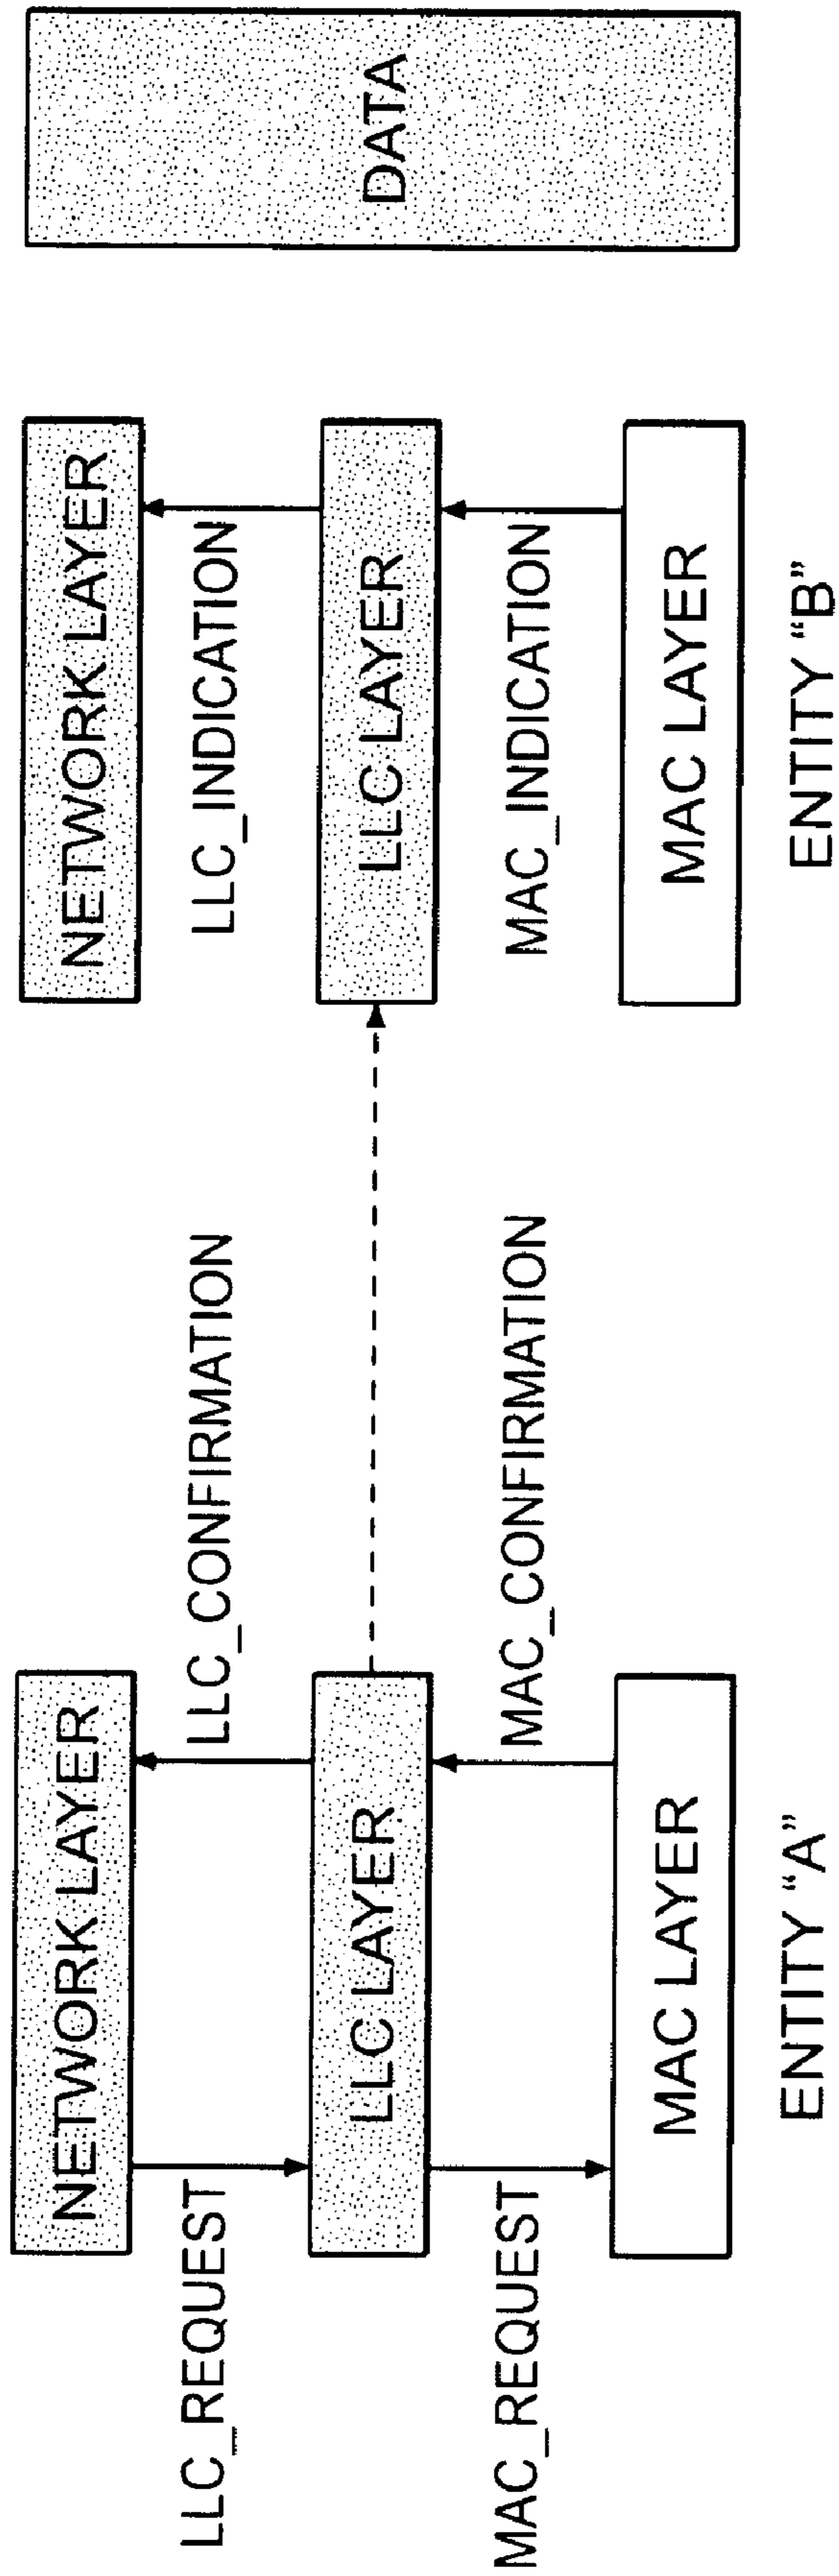 NETWORK LAYER
LLC_REQUEST
LLC_CONFIRMATION
LLC LAYER
MAC_REQUEST
MAC_CONFIRMATION
MAC LAYER
ENTITY “A”
NETWORK LAYER
LLC_INDICATION
LLC LAYER
MAC_INDICATION
MAC LAYER
ENTITY “B”
DATA